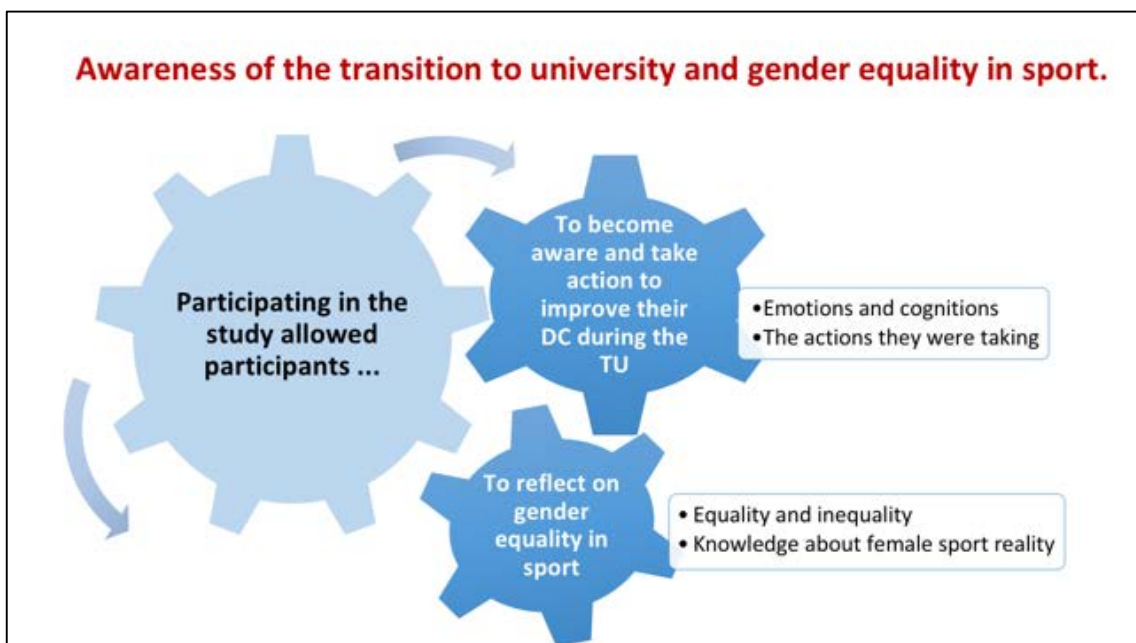 Awareness of the transition to university and gender equality in sport.
Participating in the
study allowed
participants ...
To become
aware and take
action to
improve their
DC during the
TU
•Emotions and cognitions
•The actions they were taking
To reflect on
gender
equality in
sport
• Equality and inequality
• Knowledge about female sport reality